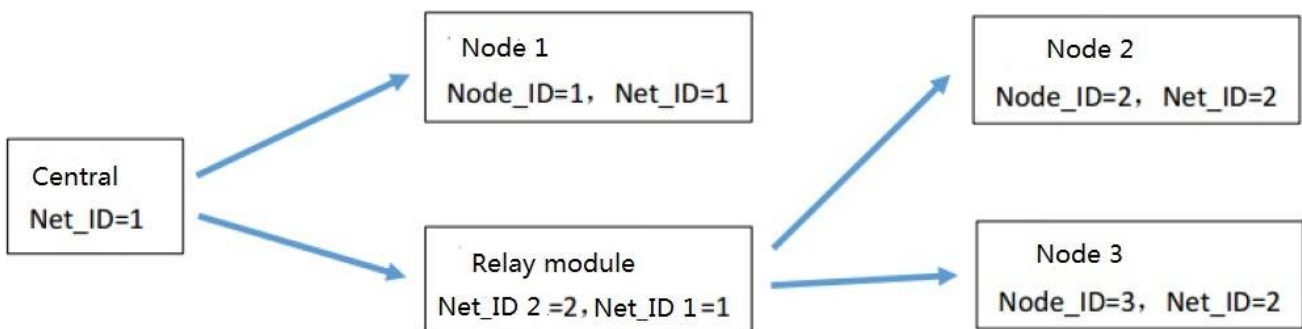 Node 1
Node_ID=1，Net_ID=1
Node 2
Node_ID=2，Net_ID=2
Central
Net_ID=1
Relay module
Net_ID 2=2，Net_ID 1=1
Node 3
Node_ID=3，Net_ID=2